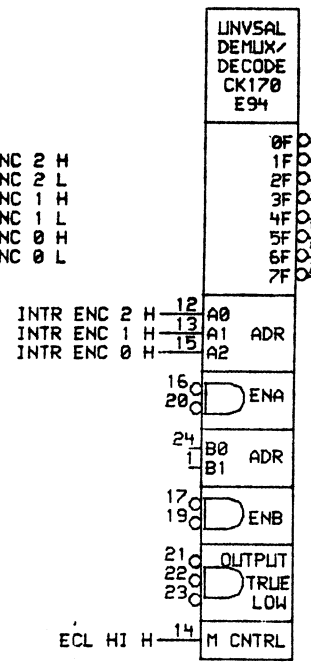 UNVSAL
DEMUX/
DECODE
CK170
E94
0F
NC 2 H 1F
NC 2 L 2F
NC 1 H 3F
NC 1 L 4F
NC 0 H 5F
NC 0 L 6F
7F
INTR ENC 2 H 12 A0
INTR ENC 1 H 13 A1 ADR
INTR ENC 0 H 15 A2
16
20 ENA
24 B0
1 B1 ADR
17
19 ENB
21 OUTPUT
22 TRUE
23 LOW
ECL HI H 14 M CNTRL